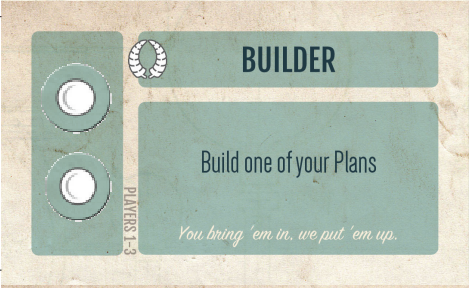 BUILDER
Build one of your Plans
You bring 'em in, we put 'em up.
PLAYERS 1-3